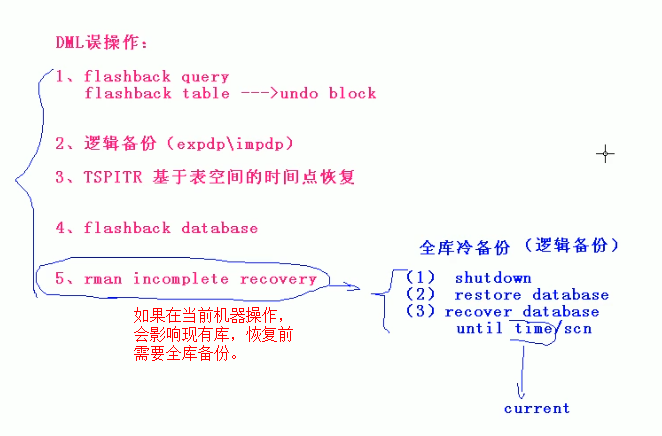 DML误操作：
1、flashback query
flashback table --->undo block
2、逻辑备份（expdp\impdp）
3、TSPITR 基于表空间的时间点恢复
4、flashback database
5、rman incomplete recovery
如果在当前机器操作，
会影响现有库，恢复前
需要全库备份。
全库冷备份 （逻辑备份）
（1） shutdown
（2） restore database
（3）recover database
until time/scn
current